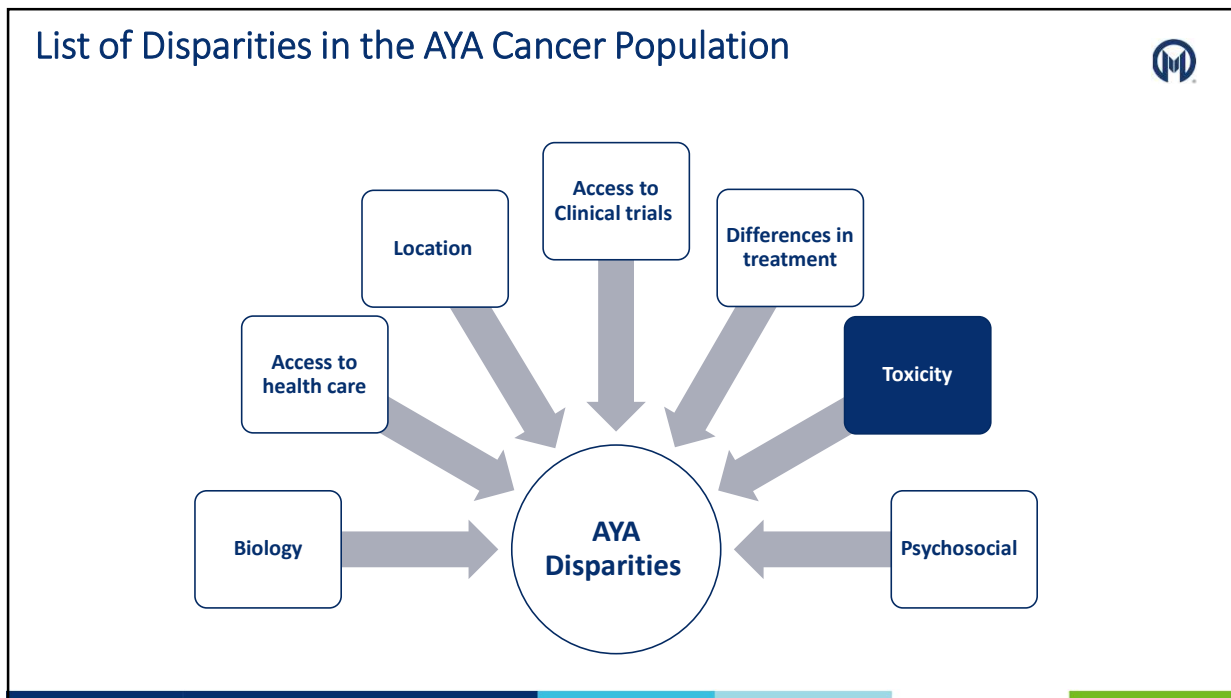 List of Disparities in the AYA Cancer Population
Access to
Clinical trials
Location
Differences in
treatment
Access to
health care
Toxicity
Biology
AYA
Disparities
Psychosocial